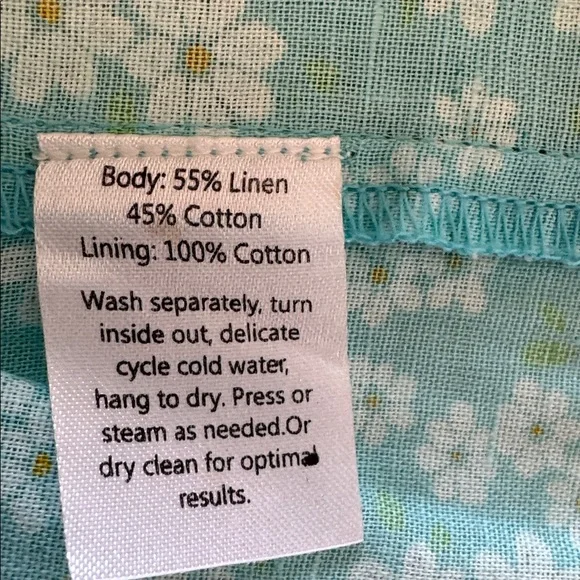 Body: 55% Linen
45% Cotton
Lining: 100% Cotton
Wash separately, turn
inside out, delicate
cycle cold water,
hang to dry. Press or
steam as needed.Or
dry clean for optimal
results.